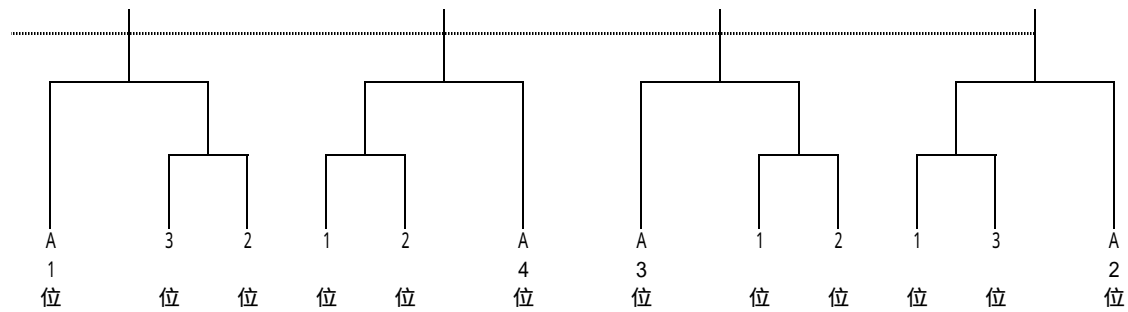 A 3 2 1 2 A A 1 2 1 3 A
1 4 3 2
位 位 位 位 位 位 位 位 位 位 位 位